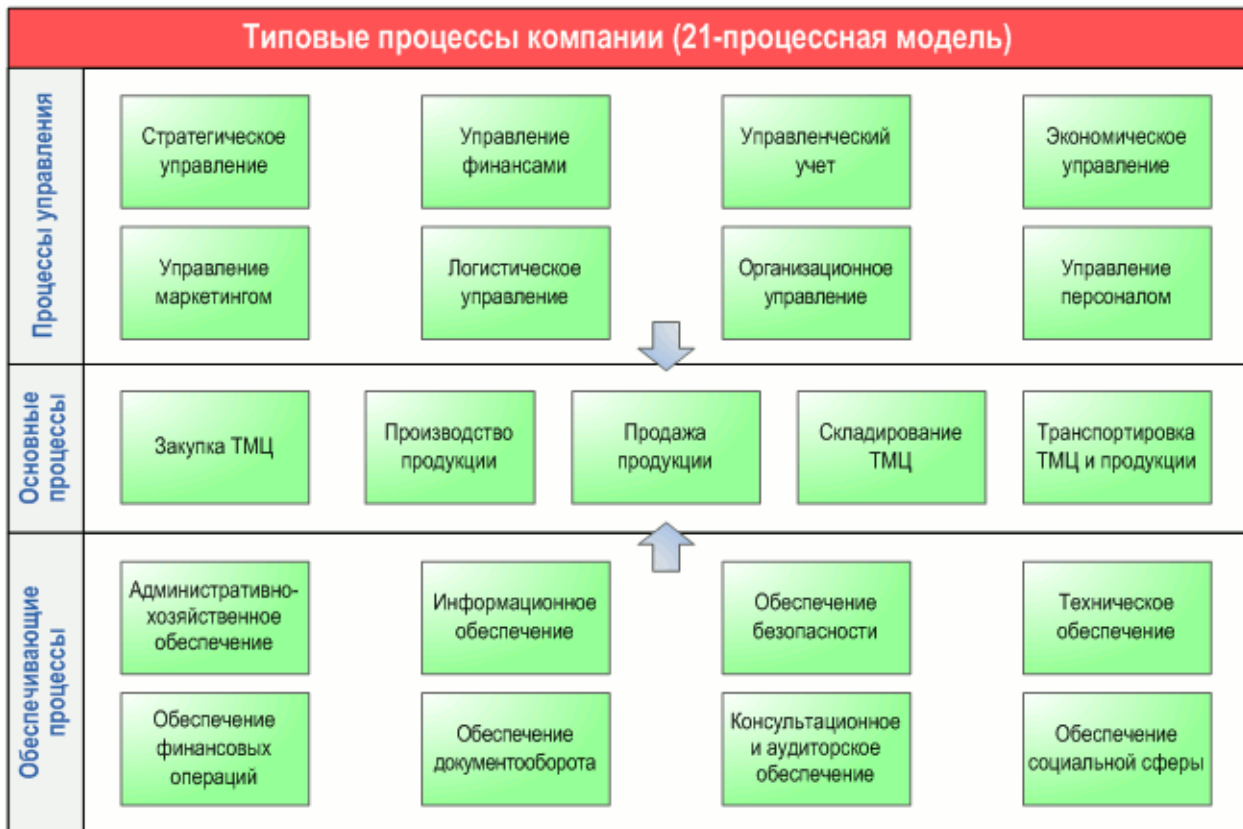 Типовые процессы компании (21-процессная модель)
Процессы управления
Стратегическое
управление
Управление
финансами
Управленческий
учет
Экономическое
управление
Управление
маркетингом
Логистическое
управление
Организационное
управление
Управление
персоналом
Основные
процессы
Закупка ТМЦ
Производство
продукции
Продажа
продукции
Складирование
ТМЦ
Транспортировка
ТМЦ и продукции
Обеспечивающие
процессы
Административно-
хозяйственное
обеспечение
Информационное
обеспечение
Обеспечение
безопасности
Техническое
обеспечение
Обеспечение
финансовых
операций
Обеспечение
документооборота
Консультационное
и аудиторское
обеспечение
Обеспечение
социальной сферы